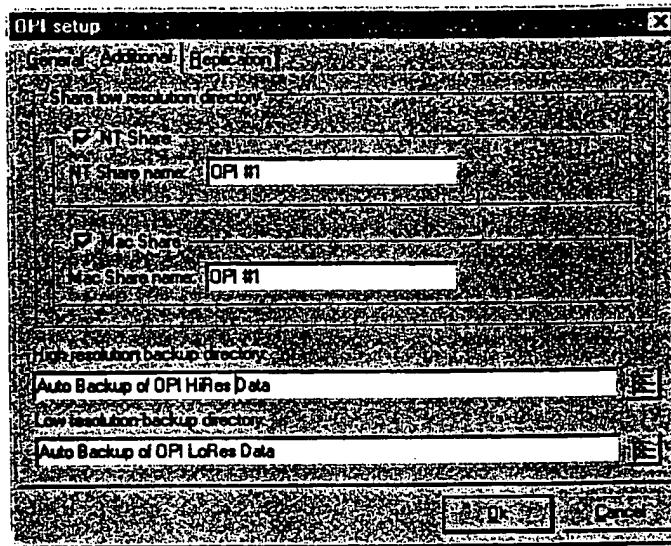 OPI setup
General Additional Replication
Share low resolution directory
NT Share
NT Share name: OPI #1
Mac Share
Mac Share name: OPI #1
High resolution backup directory:
Auto Backup of OPI HiRes Data
Low resolution backup directory:
Auto Backup of OPI LoRes Data
Ok Cancel